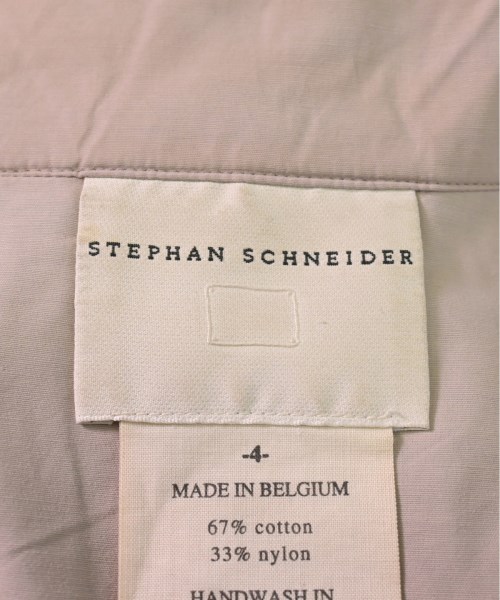 STEPHAN SCHNEIDER
-4-
MADE IN BELGIUM
67% cotton
33% nylon
HANDWASH IN